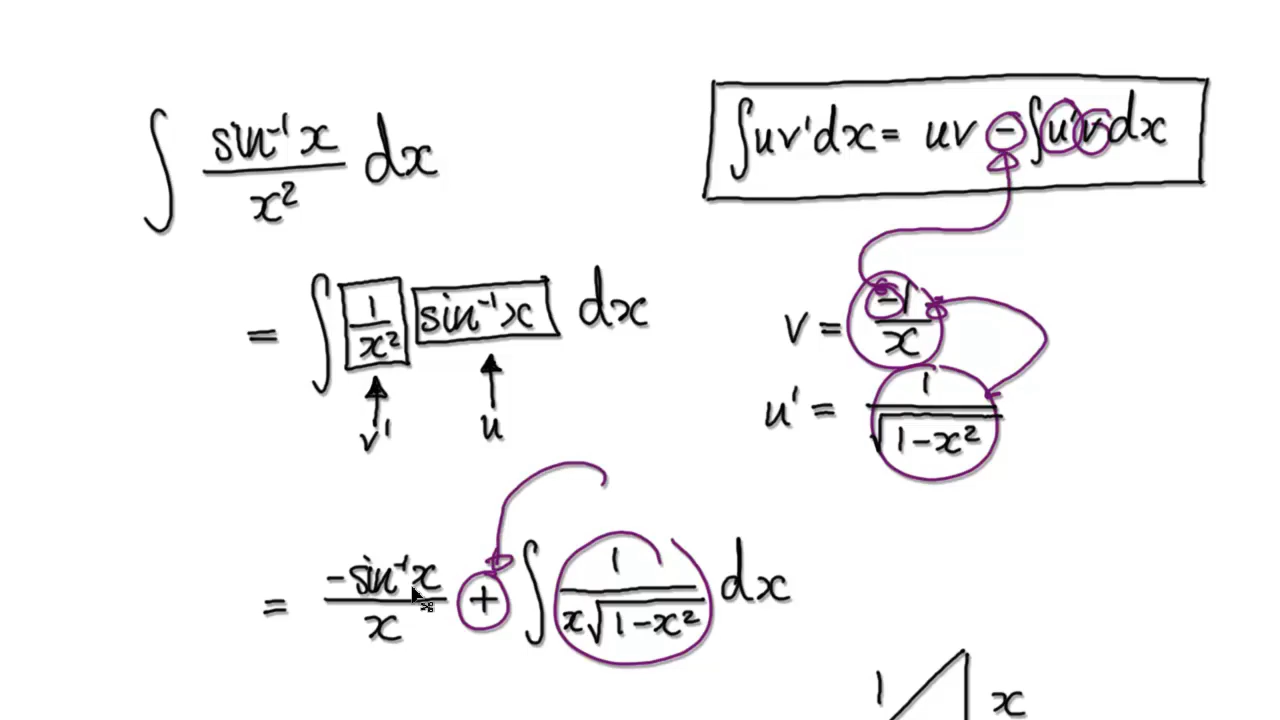 ∫ sin⁻¹x / x² dx
∫uv'dx = uv − ∫u'v dx
= ∫ 1/x² sin⁻¹x dx
v' u
v = −1/x
u' = 1/√(1−x²)
= −sin⁻¹x / x + ∫ 1/(x√(1−x²)) dx
1 x